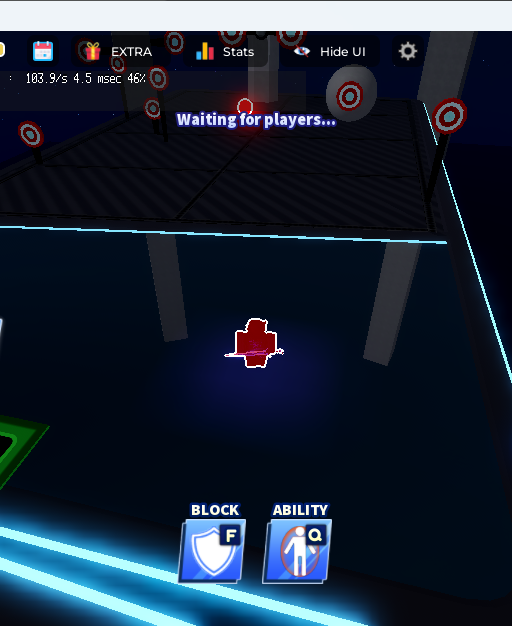 EXTRA Stats Hide UI
: 103.9/s 4.5 msec 46%
Waiting for players...
BLOCK ABILITY
F Q